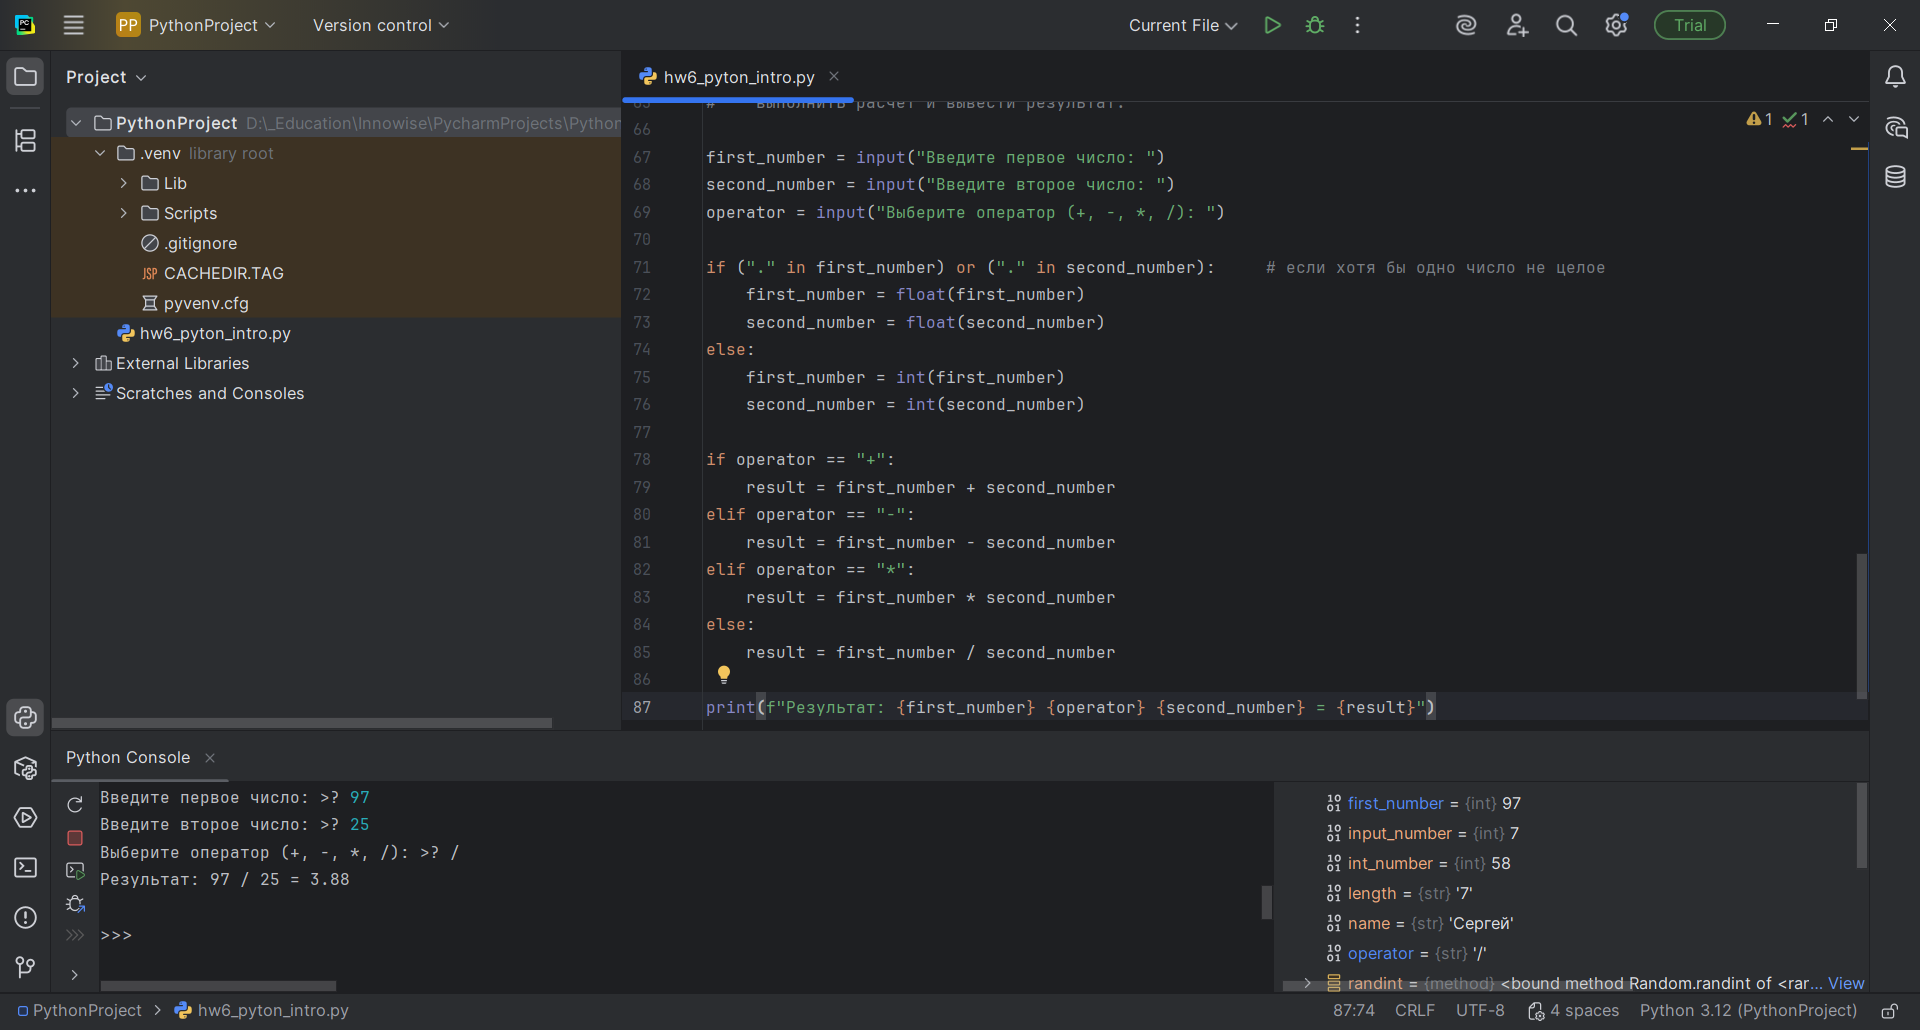 PC PP PythonProject Version control Current File Trial
Project
hw6_pyton_intro.py
PythonProject D:\_Education\Innowise\PycharmProjects\Python
.venv library root
Lib
Scripts
.gitignore
JSP CACHEDIR.TAG
pyvenv.cfg
hw6_pyton_intro.py
External Libraries
Scratches and Consoles
1 1
65 # выполнить расчет и вывести результат.
66
67 first_number = input("Введите первое число: ")
68 second_number = input("Введите второе число: ")
69 operator = input("Выберите оператор (+, -, *, /): ")
70
71 if ("." in first_number) or ("." in second_number): # если хотя бы одно число не целое
72 first_number = float(first_number)
73 second_number = float(second_number)
74 else:
75 first_number = int(first_number)
76 second_number = int(second_number)
77
78 if operator == "+":
79 result = first_number + second_number
80 elif operator == "-":
81 result = first_number - second_number
82 elif operator == "*":
83 result = first_number * second_number
84 else:
85 result = first_number / second_number
86
87 print(f"Результат: {first_number} {operator} {second_number} = {result}")
Python Console
Введите первое число: >? 97
Введите второе число: >? 25
Выберите оператор (+, -, *, /): >? /
Результат: 97 / 25 = 3.88
>>>
first_number = {int} 97
input_number = {int} 7
int_number = {int} 58
length = {str} '7'
name = {str} 'Сергей'
operator = {str} '/'
randint = {method} <bound method Random.randint of <rar... View
PythonProject > hw6_pyton_intro.py 87:74 CRLF UTF-8 4 spaces Python 3.12 (PythonProject)